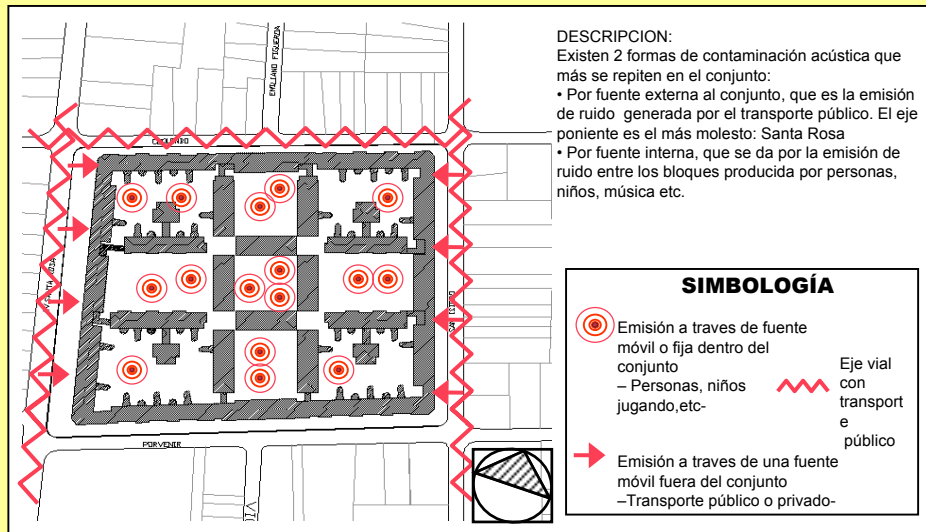 DESCRIPCION:
Existen 2 formas de contaminación acústica que
más se repiten en el conjunto:
• Por fuente externa al conjunto, que es la emisión
de ruido generada por el transporte público. El eje
poniente es el más molesto: Santa Rosa
• Por fuente interna, que se da por la emisión de
ruido entre los bloques producida por personas,
niños, música etc.
EMILIANO FIGUEROA
PORVENIR
SIMBOLOGÍA
Emisión a traves de fuente
móvil o fija dentro del
conjunto
– Personas, niños
jugando,etc-
Eje vial
con
transport
e
público
Emisión a traves de una fuente
móvil fuera del conjunto
–Transporte público o privado-